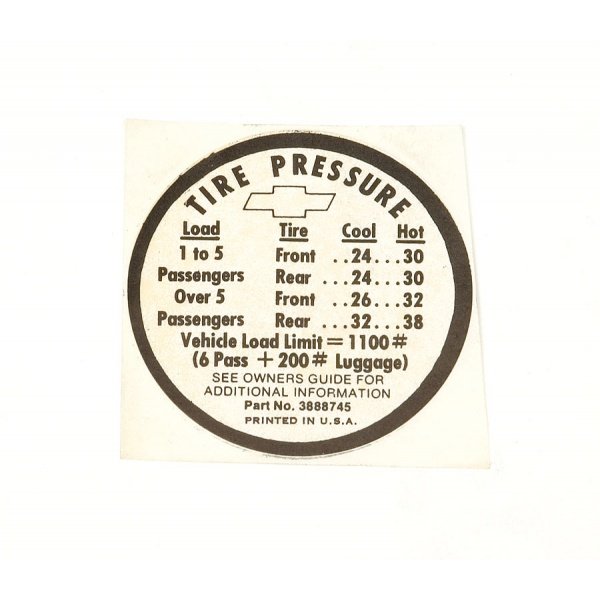 TIRE PRESSURE
Load Tire Cool Hot
1 to 5 Front ..24...30
Passengers Rear ...24...30
Over 5 Front ..26...32
Passengers Rear ...32...38
Vehicle Load Limit = 1100#
(6 Pass + 200# Luggage)
SEE OWNERS GUIDE FOR
ADDITIONAL INFORMATION
Part No. 3888745
PRINTED IN U.S.A.